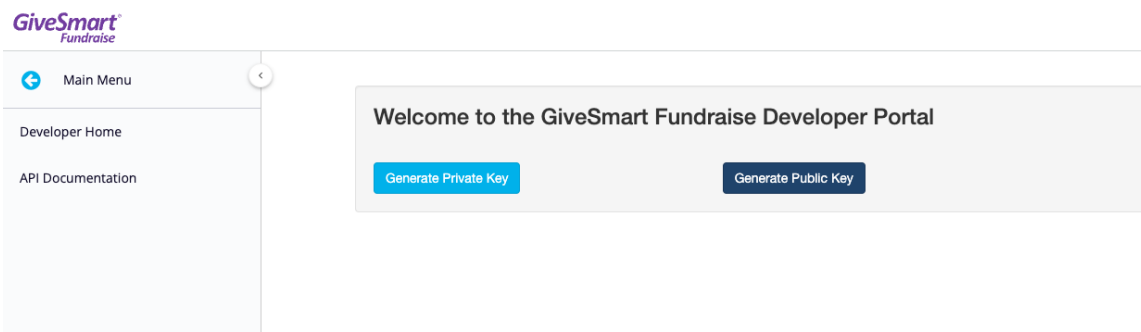 GiveSmart®
Fundraise
Main Menu
Developer Home
API Documentation
Welcome to the GiveSmart Fundraise Developer Portal
Generate Private Key
Generate Public Key